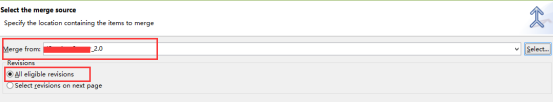 Select the merge source
Specify the location containing the items to merge
Merge from: _2.0
Select...
Revisions
All eligible revisions
Select revisions on next page